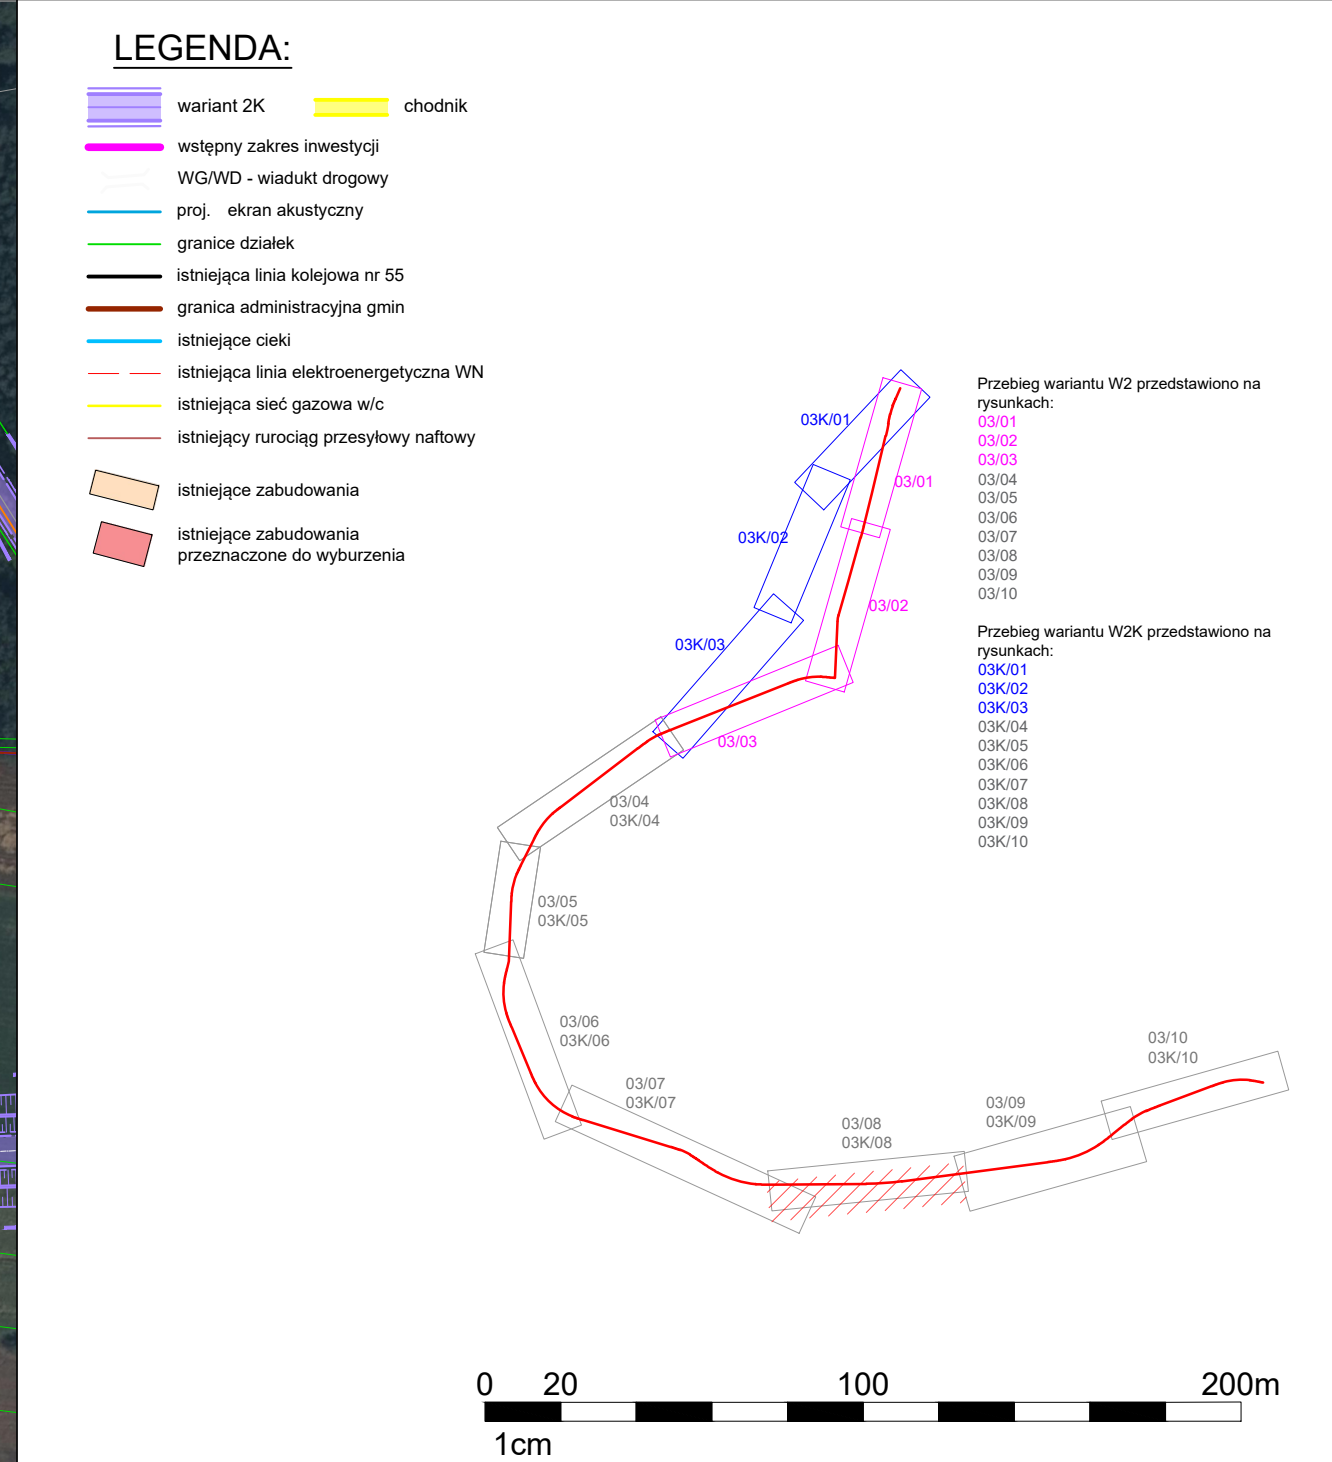 LEGENDA:
wariant 2K
chodnik
wstępny zakres inwestycji
WG/WD - wiadukt drogowy
proj. ekran akustyczny
granice działek
istniejąca linia kolejowa nr 55
granica administracyjna gmin
istniejące cieki
istniejąca linia elektroenergetyczna WN
istniejąca sieć gazowa w/c
istniejący rurociąg przesyłowy naftowy
istniejące zabudowania
istniejące zabudowania
przeznaczone do wyburzenia
Przebieg wariantu W2 przedstawiono na
rysunkach:
03/01
03/02
03/03
03/04
03/05
03/06
03/07
03/08
03/09
03/10
Przebieg wariantu W2K przedstawiono na
rysunkach:
03K/01
03K/02
03K/03
03K/04
03K/05
03K/06
03K/07
03K/08
03K/09
03K/10
03K/01
03/01
03K/02
03/02
03K/03
03/03
03/04
03K/04
03/05
03K/05
03/06
03K/06
03/07
03K/07
03/08
03K/08
03/09
03K/09
03/10
03K/10
0 20 100 200m
1cm